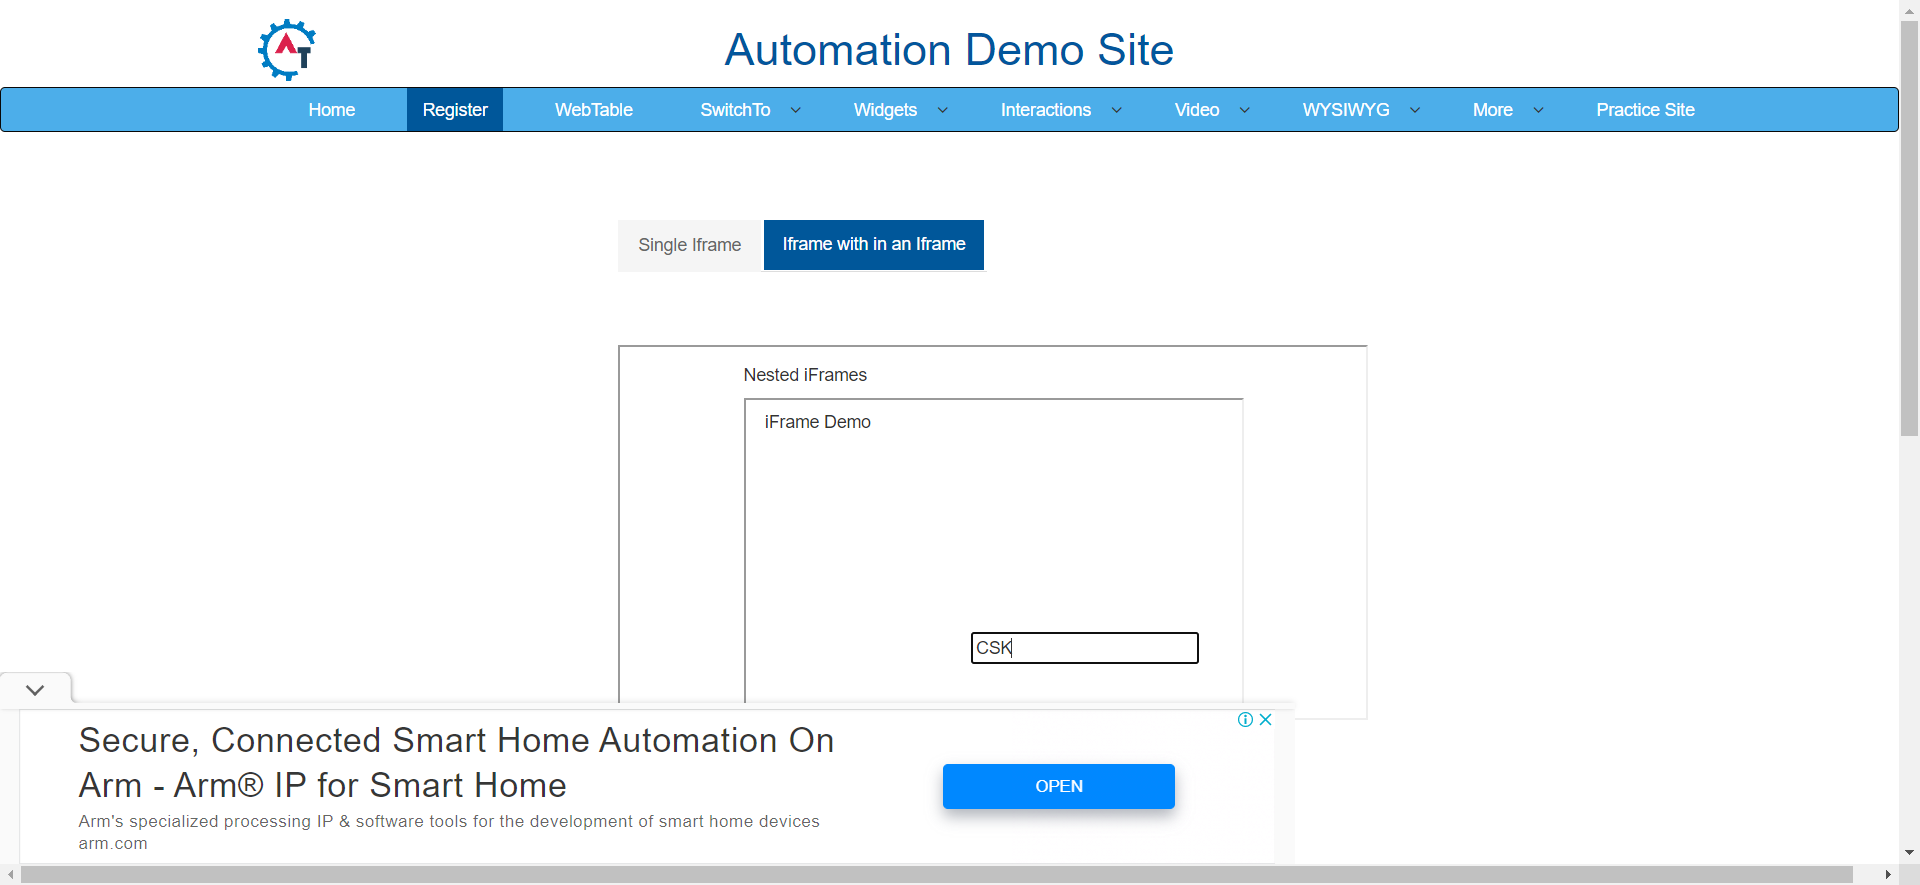 AT
Automation Demo Site
Home Register WebTable SwitchTo Widgets Interactions Video WYSIWYG More Practice Site
Single Iframe Iframe with in an Iframe
Nested iFrames
iFrame Demo
CSK
Secure, Connected Smart Home Automation On
Arm - Arm® IP for Smart Home
OPEN
Arm's specialized processing IP & software tools for the development of smart home devices
arm.com